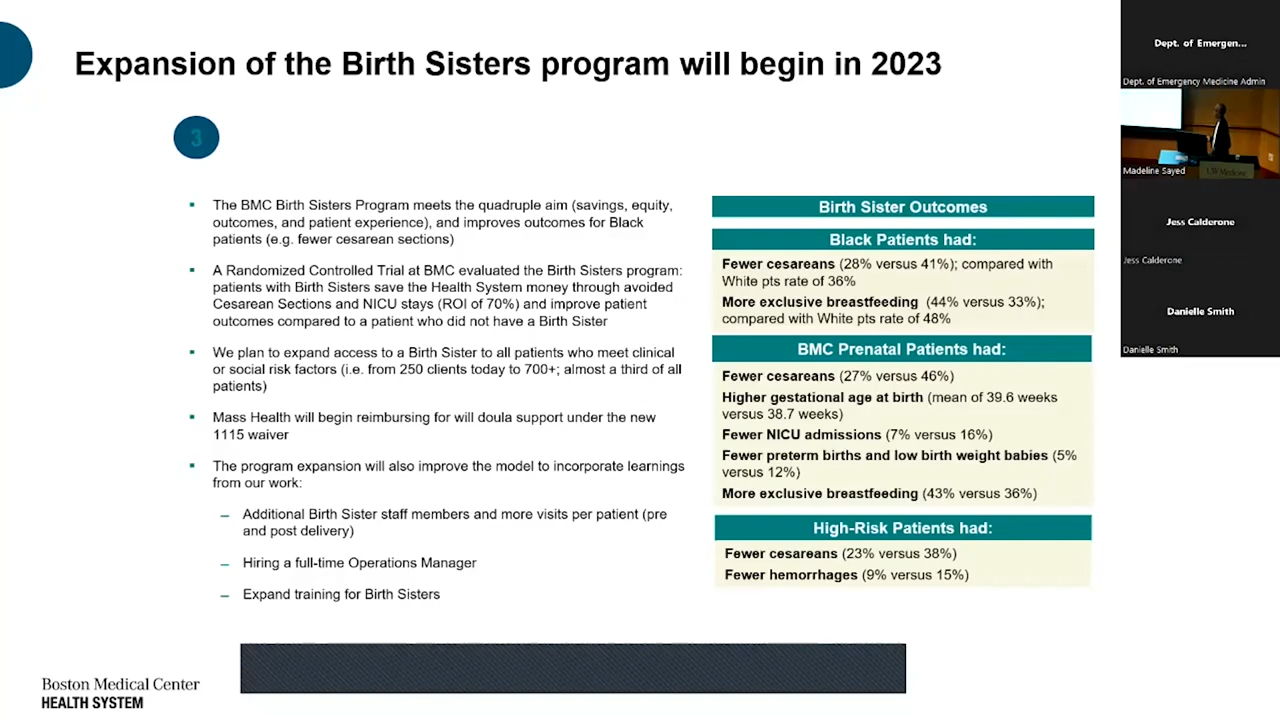 Expansion of the Birth Sisters program will begin in 2023
3
▪ The BMC Birth Sisters Program meets the quadruple aim (savings, equity,
outcomes, and patient experience), and improves outcomes for Black
patients (e.g. fewer cesarean sections)
▪ A Randomized Controlled Trial at BMC evaluated the Birth Sisters program:
patients with Birth Sisters save the Health System money through avoided
Cesarean Sections and NICU stays (ROI of 70%) and improve patient
outcomes compared to a patient who did not have a Birth Sister
▪ We plan to expand access to a Birth Sister to all patients who meet clinical
or social risk factors (i.e. from 250 clients today to 700+; almost a third of all
patients)
▪ Mass Health will begin reimbursing for will doula support under the new
1115 waiver
▪ The program expansion will also improve the model to incorporate learnings
from our work:
– Additional Birth Sister staff members and more visits per patient (pre
and post delivery)
– Hiring a full-time Operations Manager
– Expand training for Birth Sisters
Birth Sister Outcomes
Black Patients had:
Fewer cesareans (28% versus 41%); compared with
White pts rate of 36%
More exclusive breastfeeding (44% versus 33%);
compared with White pts rate of 48%
BMC Prenatal Patients had:
Fewer cesareans (27% versus 46%)
Higher gestational age at birth (mean of 39.6 weeks
versus 38.7 weeks)
Fewer NICU admissions (7% versus 16%)
Fewer preterm births and low birth weight babies (5%
versus 12%)
More exclusive breastfeeding (43% versus 36%)
High-Risk Patients had:
Fewer cesareans (23% versus 38%)
Fewer hemorrhages (9% versus 15%)
Boston Medical Center
HEALTH SYSTEM
Dept. of Emergen...
Dept. of Emergency Medicine Admin
UW Medicine
Madeline Sayed
Jess Calderone
Jess Calderone
Danielle Smith
Danielle Smith